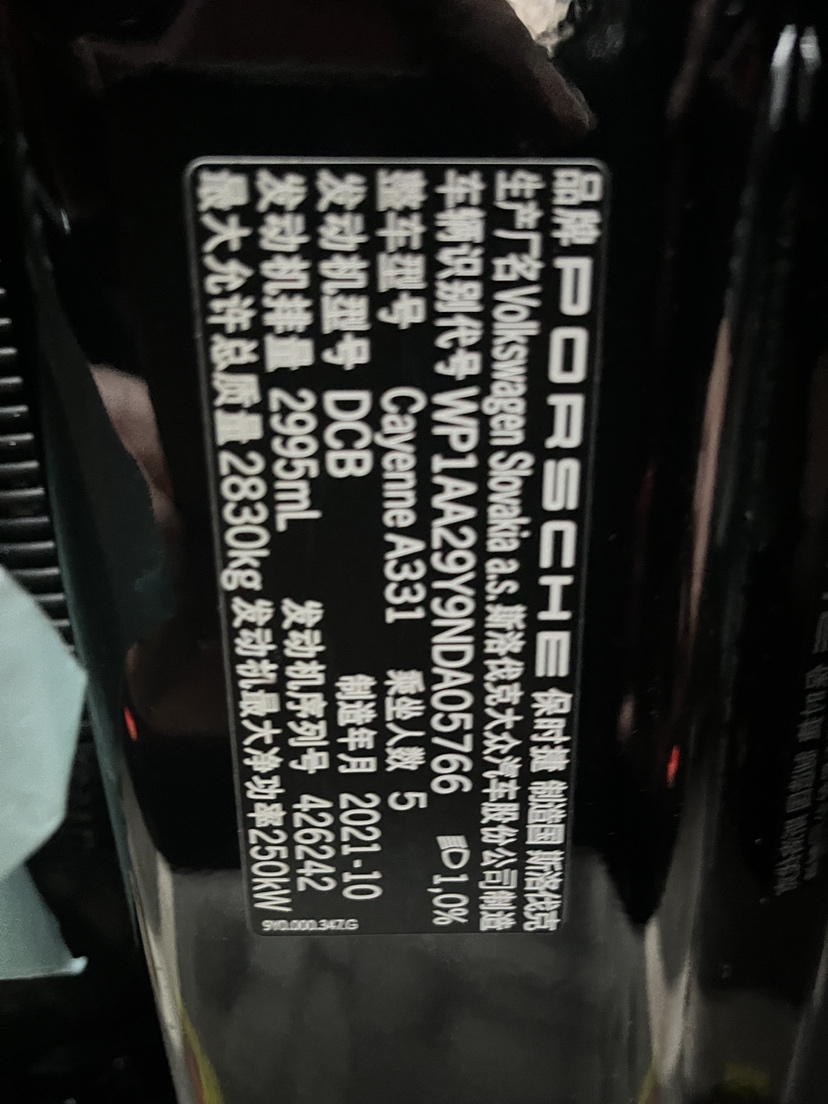 品牌 PORSCHE 保时捷 制造国 斯洛伐克
生产厂名 Volkswagen Slovakia a.s. 斯洛伐克大众汽车股份公司制造
车辆识别代号 WP1AA29Y9NDA05766 1,0%
整车型号 Cayenne A331 乘坐人数 5
发动机型号 DCB 制造年月 2021-10
发动机排量 2995mL 发动机序列号 426242
最大允许总质量 2830kg 发动机最大净功率250kW
9Y0.000.347.G